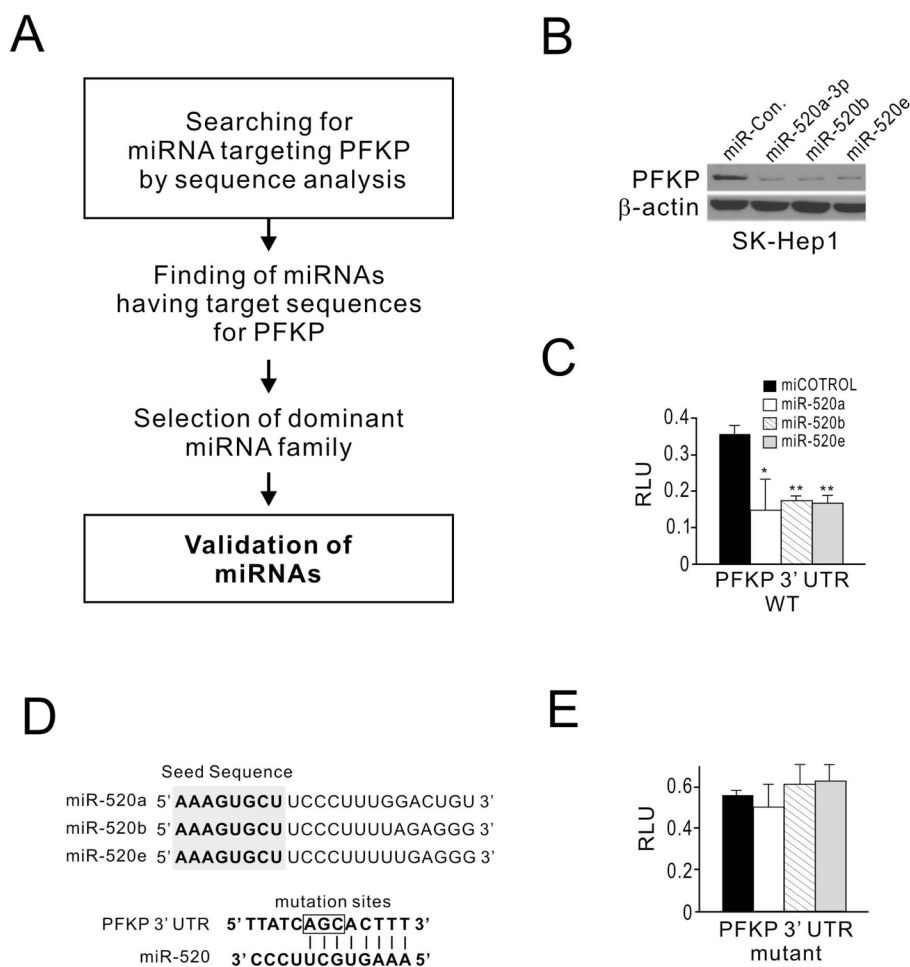 A
Searching for
miRNA targeting PFKP
by sequence analysis
Finding of miRNAs
having target sequences
for PFKP
Selection of dominant
miRNA family
Validation of
miRNAs
B
miR-Con.
miR-520a-3p
miR-520b
miR-520e
PFKP
β-actin
SK-Hep1
C
miCOTROL
miR-520a
miR-520b
miR-520e
RLU
0.4
0.3
0.2
0.1
0
*
**
**
PFKP 3’ UTR
WT
D
Seed Sequence
miR-520a 5’ AAAGUGCU UCCCUUUGGACUGU 3’
miR-520b 5’ AAAGUGCU UCCCUUUUAGAGGG 3’
miR-520e 5’ AAAGUGCU UCCCUUUUUGAGGG 3’
mutation sites
PFKP 3’ UTR 5’ TTATCAGCACTTT 3’
miR-520 3’ CCCUUCGUGAAA 5’
E
RLU
0.6
0.4
0.2
0
PFKP 3’ UTR
mutant